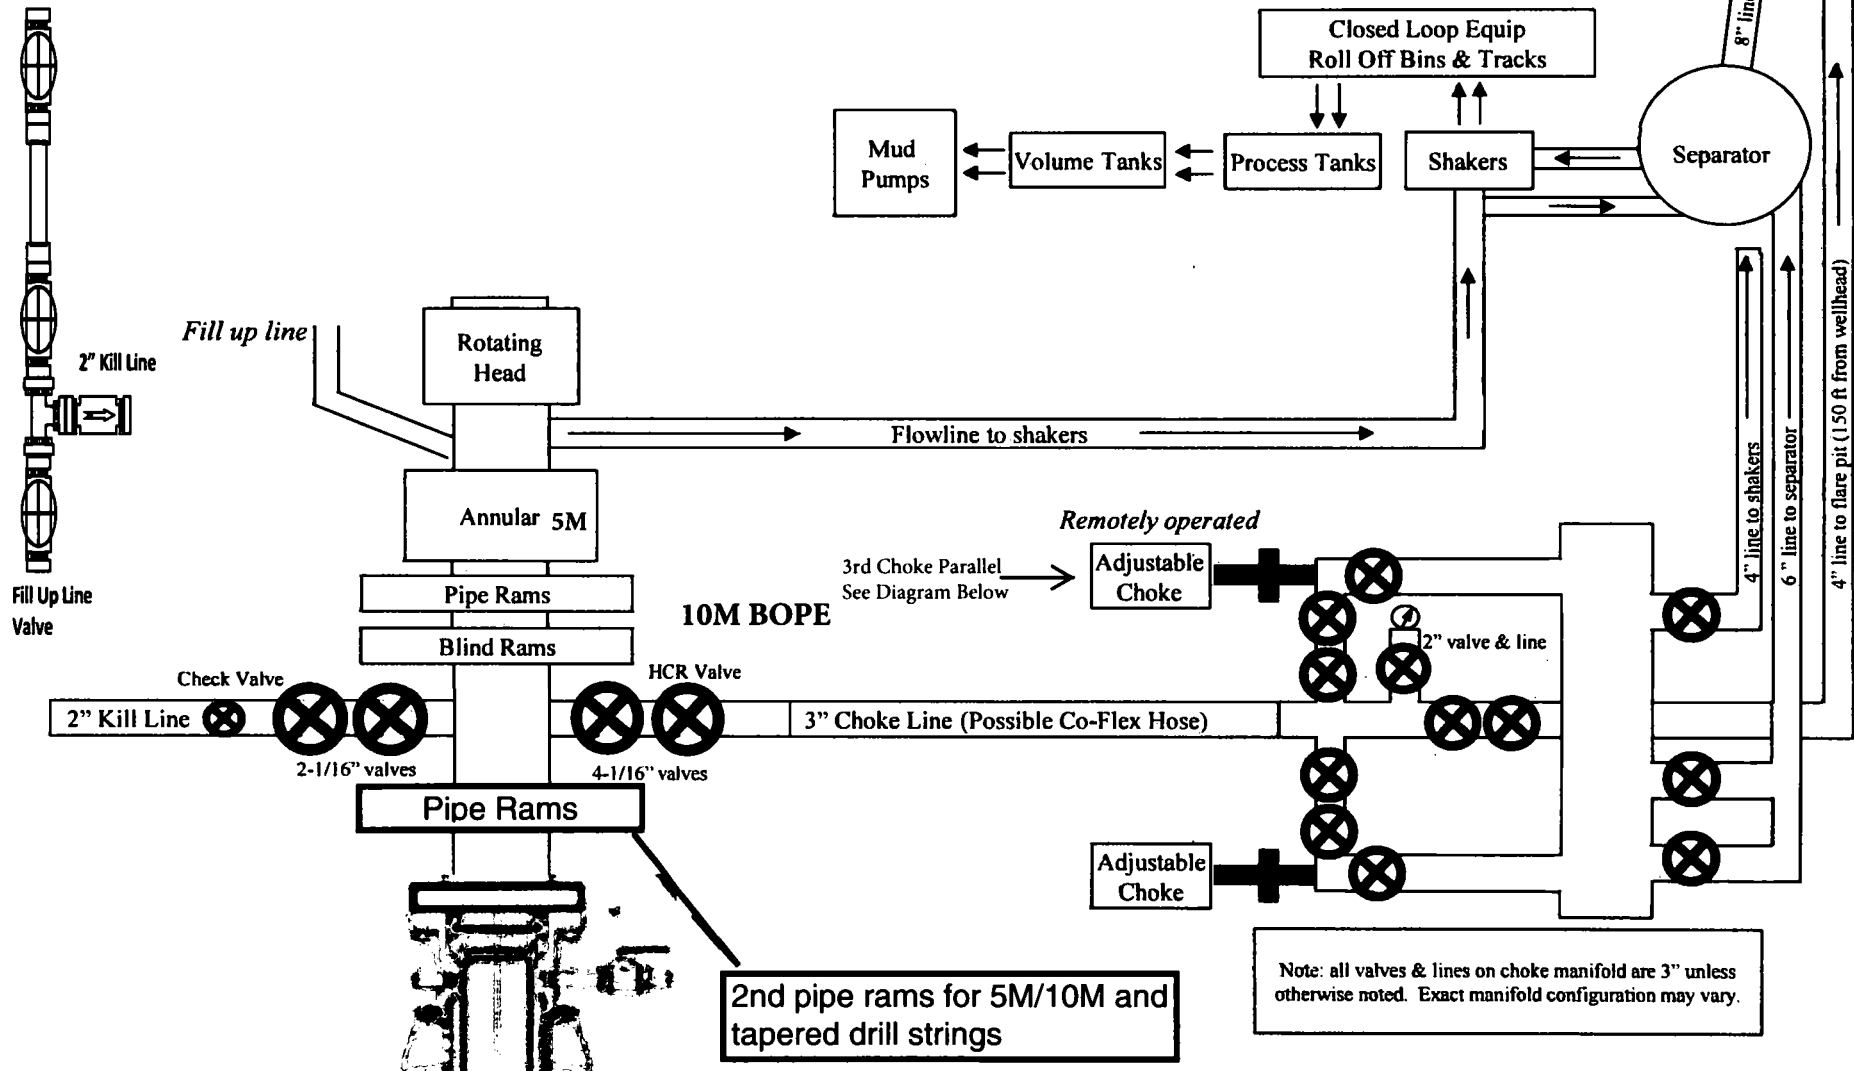 Closed Loop Equip
Roll Off Bins & Tracks
8" line
Mud
Pumps
Volume Tanks
Process Tanks
Shakers
Separator
Fill up line
Rotating
Head
2" Kill Line
Flowline to shakers
Annular 5M
Remotely operated
3rd Choke Parallel
See Diagram Below
Adjustable
Choke
Fill Up Line
Valve
Pipe Rams
10M BOPE
Blind Rams
2" valve & line
4" line to shakers
6" line to separator
4" line to flare pit (150 ft from wellhead)
Check Valve
HCR Valve
2" Kill Line
3" Choke Line (Possible Co-Flex Hose)
2-1/16" valves
4-1/16" valves
Pipe Rams
Adjustable
Choke
Note: all valves & lines on choke manifold are 3" unless
otherwise noted. Exact manifold configuration may vary.
2nd pipe rams for 5M/10M and
tapered drill strings